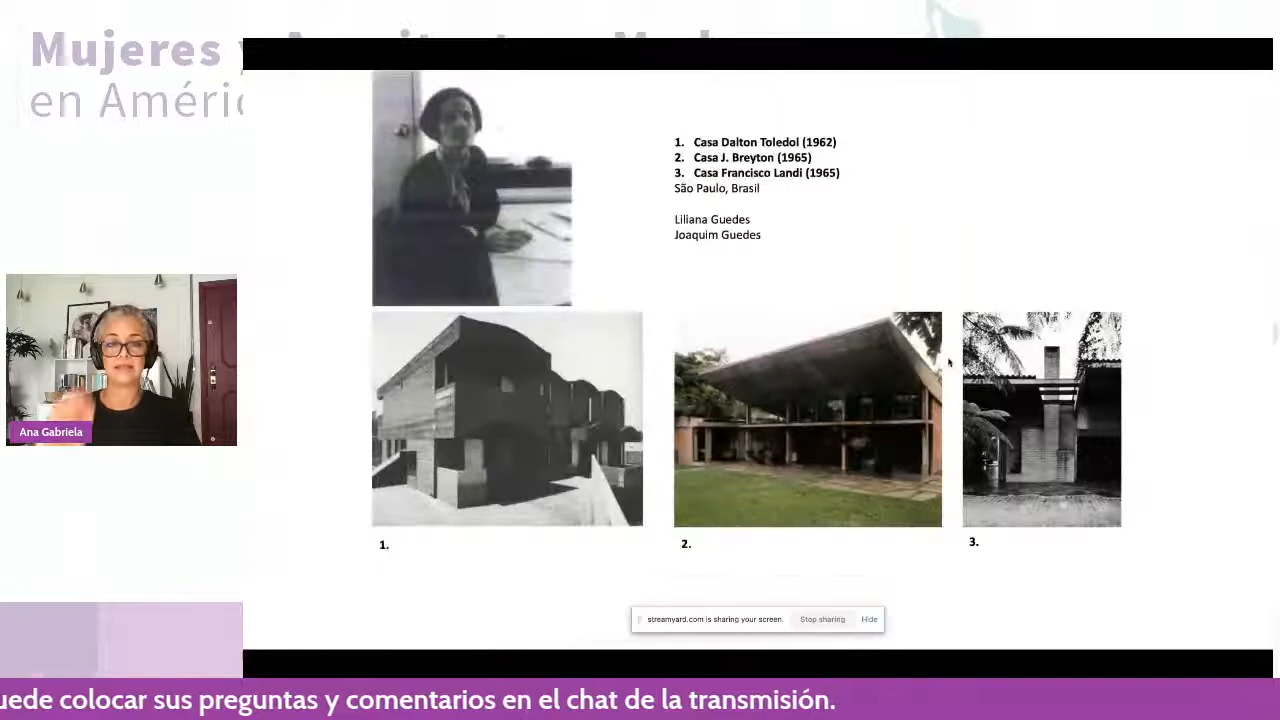 Mujeres y
en Améric
1. Casa Dalton Toledol (1962)
2. Casa J. Breyton (1965)
3. Casa Francisco Landi (1965)
São Paulo, Brasil
Liliana Guedes
Joaquim Guedes
Ana Gabriela
1.
2.
3.
streamyard.com is sharing your screen. Stop sharing Hide
uede colocar sus preguntas y comentarios en el chat de la transmisión.